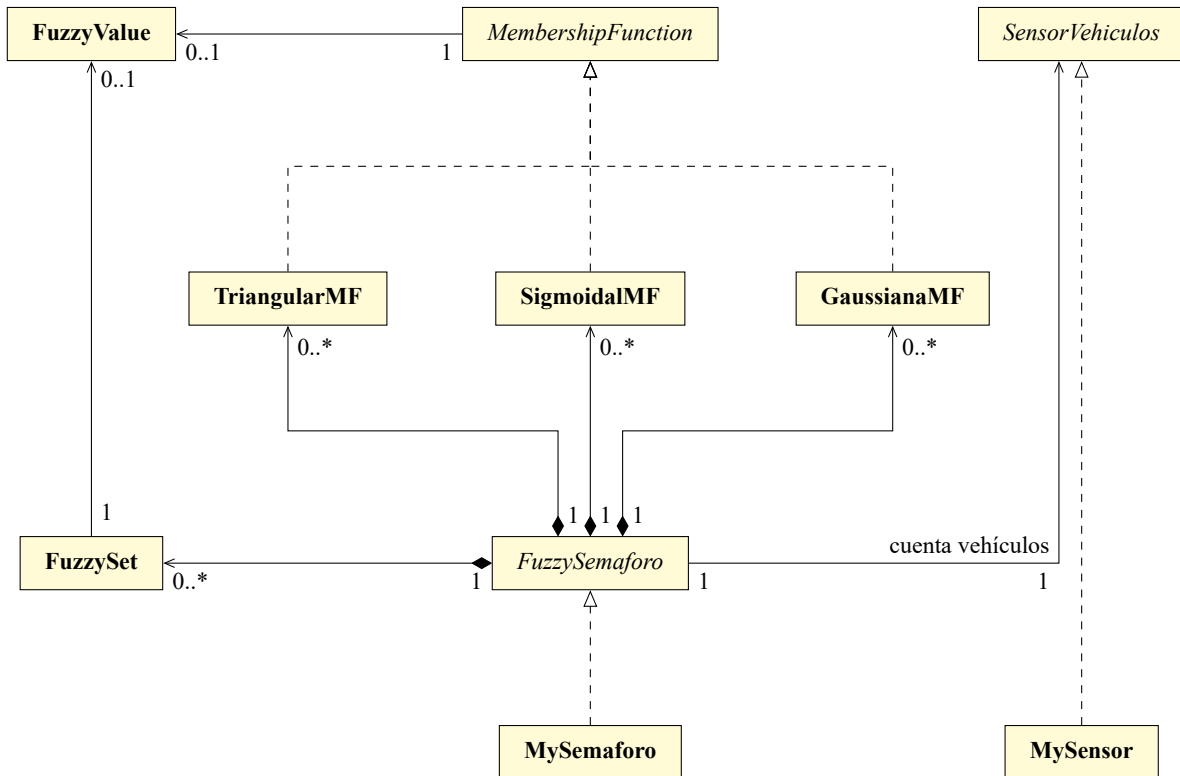 FuzzyValue
MembershipFunction
SensorVehiculos
0..1
1
0..1
TriangularMF
SigmoidalMF
GaussianaMF
0..*
0..*
0..*
1
1
1
1
FuzzySet
FuzzySemaforo
cuenta vehículos
0..*
1
1
1
MySemaforo
MySensor